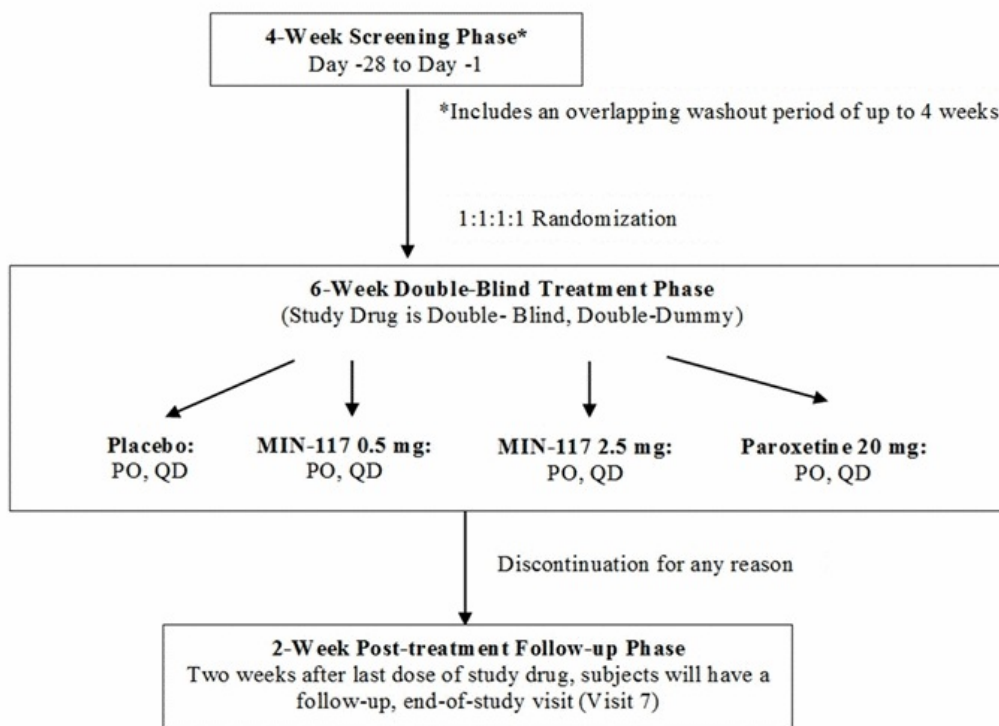 4-Week Screening Phase*
Day -28 to Day -1
*Includes an overlapping washout period of up to 4 weeks
1:1:1:1 Randomization
6-Week Double-Blind Treatment Phase
(Study Drug is Double- Blind, Double-Dummy)
Placebo: MIN-117 0.5 mg: MIN-117 2.5 mg: Paroxetine 20 mg:
PO, QD PO, QD PO, QD PO, QD
Discontinuation for any reason
2-Week Post-treatment Follow-up Phase
Two weeks after last dose of study drug, subjects will have a
follow-up, end-of-study visit (Visit 7)